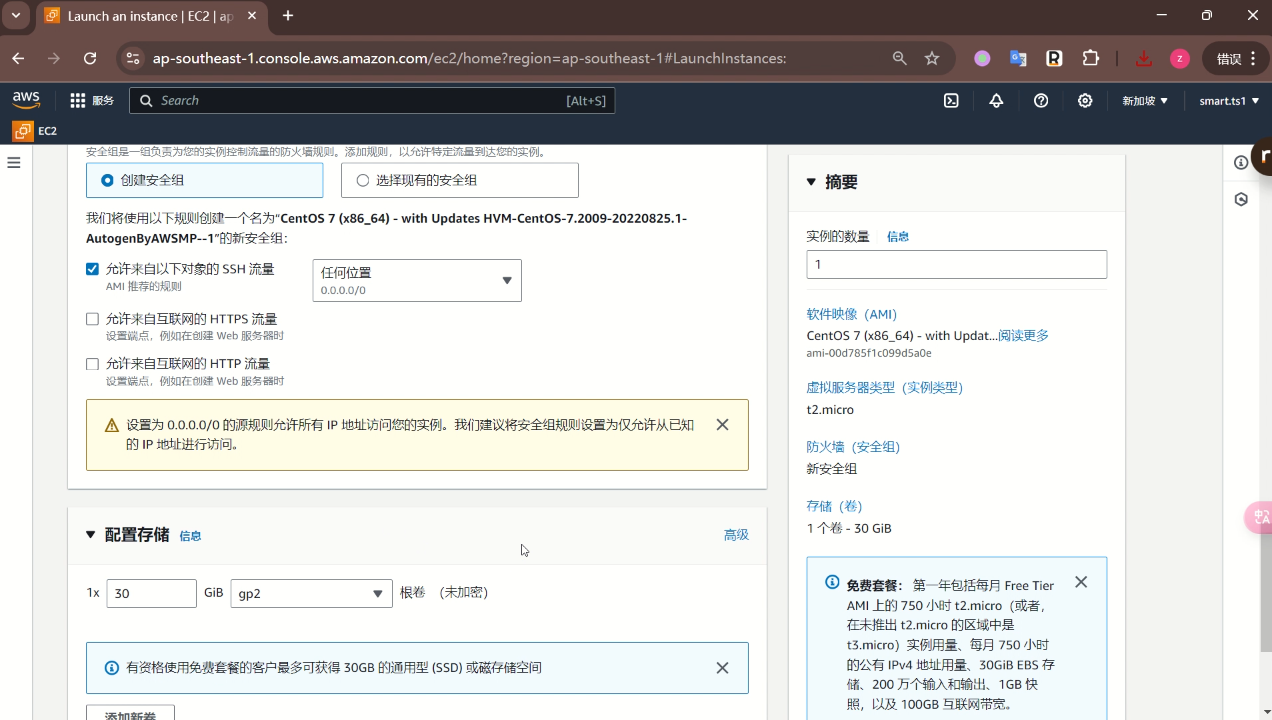 Launch an instance | EC2 | ap
ap-southeast-1.console.aws.amazon.com/ec2/home?region=ap-southeast-1#LaunchInstances:
R
z
错误
aws
服务
Search
[Alt+S]
新加坡
smart.ts1
EC2
安全组是一组负责为您的实例控制流量的防火墙规则。添加规则，以允许特定流量到达您的实例。
创建安全组
选择现有的安全组
我们将使用以下规则创建一个名为“CentOS 7 (x86_64) - with Updates HVM-CentOS-7.2009-20220825.1-
AutogenByAWSMP--1”的新安全组:
允许来自以下对象的 SSH 流量
AMI 推荐的规则
任何位置
0.0.0.0/0
允许来自互联网的 HTTPS 流量
设置端点，例如在创建 Web 服务器时
允许来自互联网的 HTTP 流量
设置端点，例如在创建 Web 服务器时
设置为 0.0.0.0/0 的源规则允许所有 IP 地址访问您的实例。我们建议将安全组规则设置为仅允许从已知
的 IP 地址进行访问。
配置存储 信息
高级
1x 30 GiB gp2 根卷 (未加密)
有资格使用免费套餐的客户最多可获得 30GB 的通用型 (SSD) 或磁存储空间
添加新卷
摘要
实例的数量 信息
1
软件映像（AMI）
CentOS 7 (x86_64) - with Updat...阅读更多
ami-00d785f1c099d5a0e
虚拟服务器类型（实例类型）
t2.micro
防火墙（安全组）
新安全组
存储（卷）
1 个卷 - 30 GiB
免费套餐： 第一年包括每月 Free Tier
AMI 上的 750 小时 t2.micro（或者，
在未推出 t2.micro 的区域中是
t3.micro）实例用量、每月 750 小时
的公有 IPv4 地址用量、30GiB EBS 存
储、200 万个输入和输出、1GB 快
照，以及 100GB 互联网带宽。
r